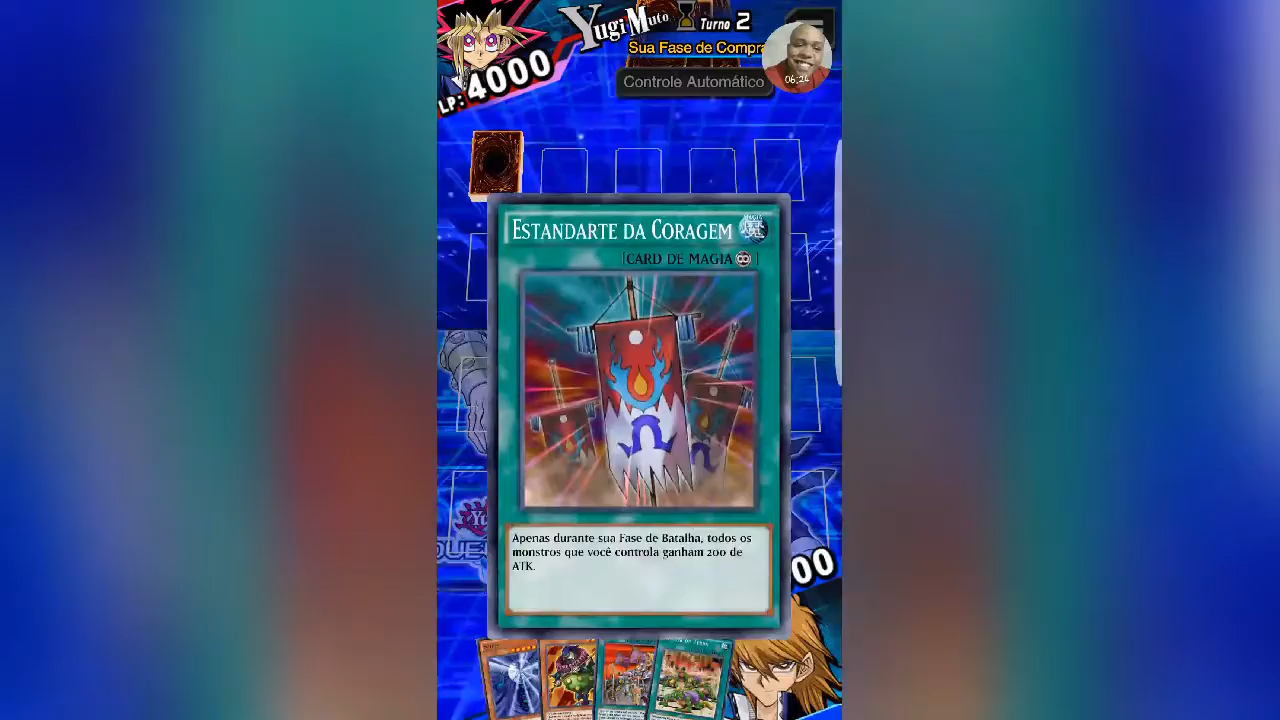 Yugi Muto
Turno 2
Sua Fase de Compra
06:24
LP: 4000
Controle Automático
ESTANDARTE DA CORAGEM
MAGIA
[CARD DE MAGIA ]
Apenas durante sua Fase de Batalha, todos os
monstros que você controla ganham 200 de
ATK.
00